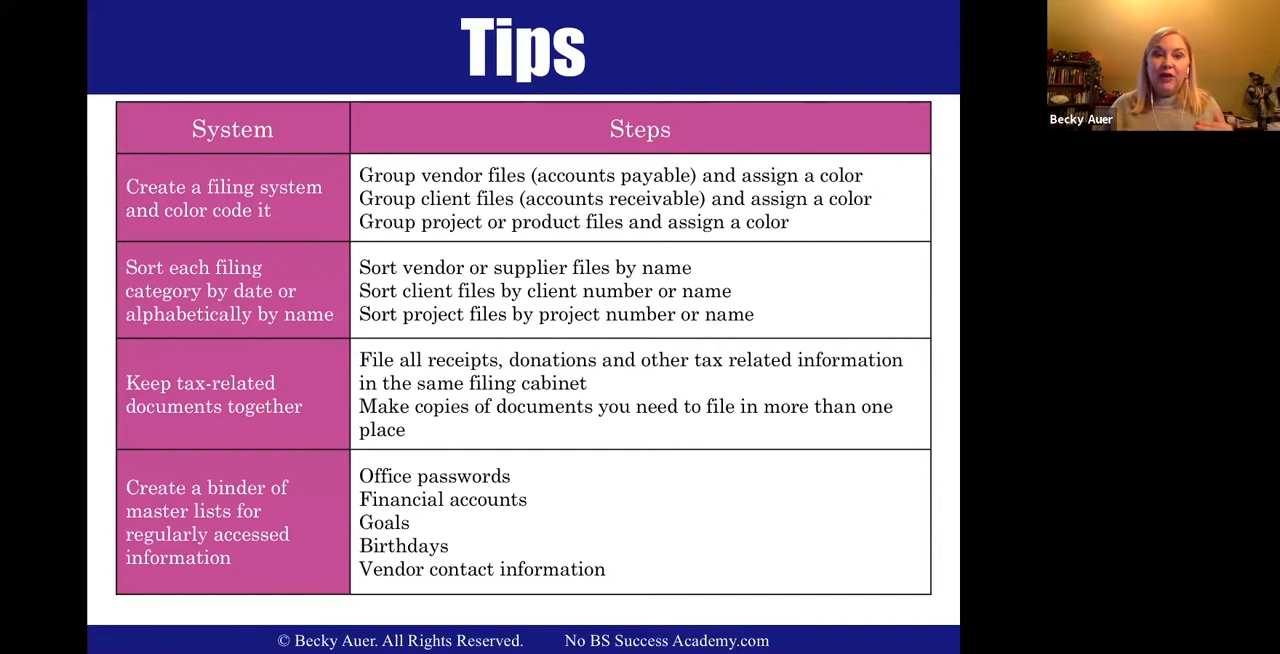 Tips
System
Steps
Create a filing system
and color code it
Group vendor files (accounts payable) and assign a color
Group client files (accounts receivable) and assign a color
Group project or product files and assign a color
Sort each filing
category by date or
alphabetically by name
Sort vendor or supplier files by name
Sort client files by client number or name
Sort project files by project number or name
Keep tax-related
documents together
File all receipts, donations and other tax related information
in the same filing cabinet
Make copies of documents you need to file in more than one
place
Create a binder of
master lists for
regularly accessed
information
Office passwords
Financial accounts
Goals
Birthdays
Vendor contact information
© Becky Auer. All Rights Reserved. No BS Success Academy.com
Becky Auer